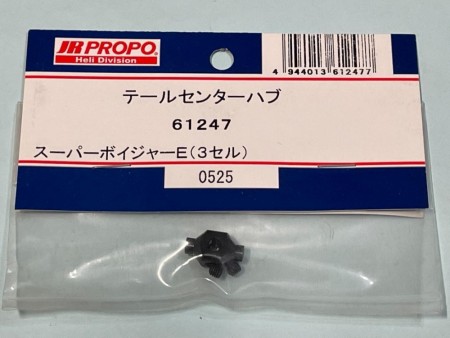 JR PROPO
Heli Division
4 944013 612477
テールセンターハブ
61247
スーパーボイジャーE(3セル)
0525